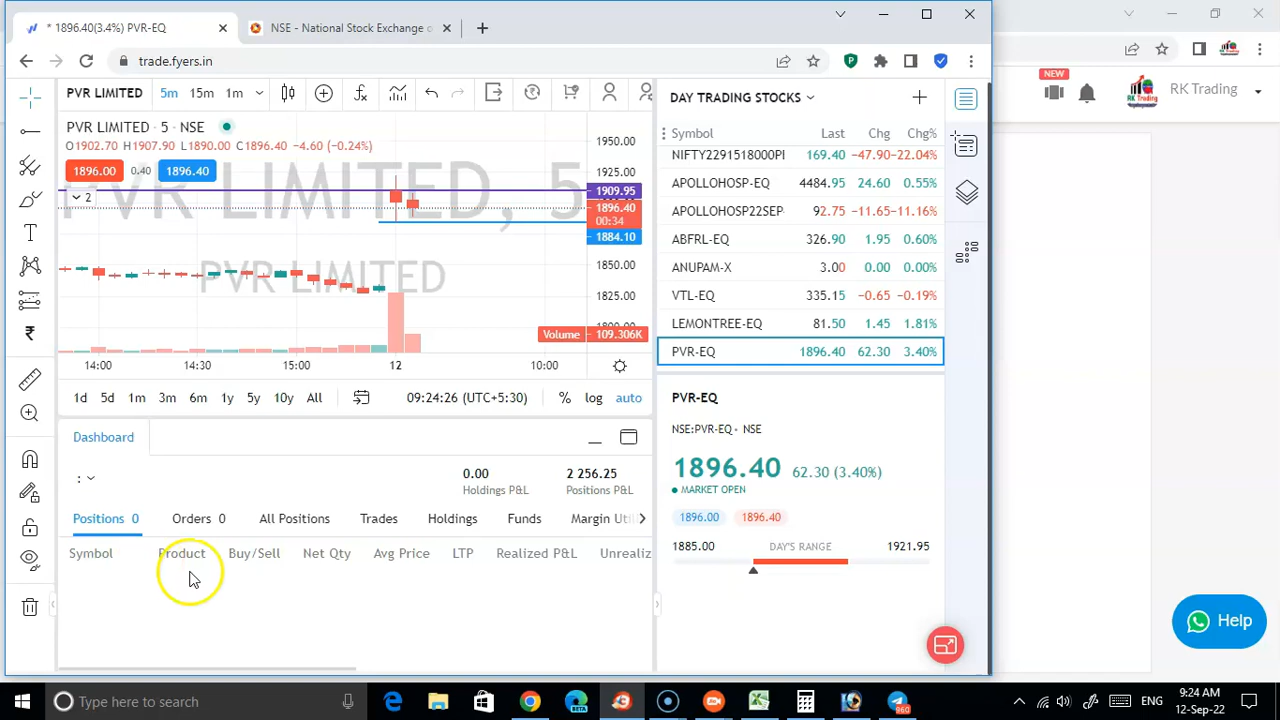 * 1896.40(3.4%) PVR-EQ
NSE - National Stock Exchange o
trade.fyers.in
PVR LIMITED 5m 15m 1m
PVR LIMITED · 5 · NSE
O1902.70 H1907.90 L1890.00 C1896.40 -4.60 (-0.24%)
1896.00 0.40 1896.40
2
PVR LIMITED, 5
PVR LIMITED
1950.00
1925.00
1909.95
1896.40
00:34
1884.10
1850.00
1825.00
1800.00
Volume 109.306K
14:00 14:30 15:00 12 10:00
1d 5d 1m 3m 6m 1y 5y 10y All 09:24:26 (UTC+5:30) % log auto
Dashboard
:
0.00 2 256.25
Holdings P&L Positions P&L
Positions 0 Orders 0 All Positions Trades Holdings Funds Margin Uti
Symbol Product Buy/Sell Net Qty Avg Price LTP Realized P&L Unrealiz
DAY TRADING STOCKS
Symbol Last Chg Chg%
NIFTY2291518000PI 169.40 -47.90 -22.04%
APOLLOHOSP-EQ 4484.95 24.60 0.55%
APOLLOHOSP22SEP 92.75 -11.65 -11.16%
ABFRL-EQ 326.90 1.95 0.60%
ANUPAM-X 3.00 0.00 0.00%
VTL-EQ 335.15 -0.65 -0.19%
LEMONTREE-EQ 81.50 1.45 1.81%
PVR-EQ 1896.40 62.30 3.40%
PVR-EQ
NSE:PVR-EQ • NSE
1896.40 62.30 (3.40%)
MARKET OPEN
1896.00 1896.40
1885.00 DAY'S RANGE 1921.95
NEW
RK Trading
Help
Type here to search
960
ENG
9:24 AM
12-Sep-22